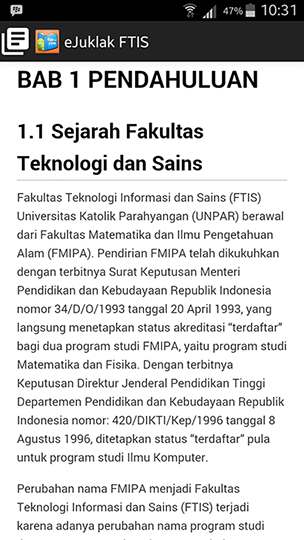 47% 10:31
eJuklak FTIS
BAB 1 PENDAHULUAN
1.1 Sejarah Fakultas
Teknologi dan Sains
Fakultas Teknologi Informasi dan Sains (FTIS)
Universitas Katolik Parahyangan (UNPAR) berawal
dari Fakultas Matematika dan Ilmu Pengetahuan
Alam (FMIPA). Pendirian FMIPA telah dikukuhkan
dengan terbitnya Surat Keputusan Menteri
Pendidikan dan Kebudayaan Republik Indonesia
nomor 34/D/O/1993 tanggal 20 April 1993, yang
langsung menetapkan status akreditasi “terdaftar”
bagi dua program studi FMIPA, yaitu program studi
Matematika dan Fisika. Dengan terbitnya
Keputusan Direktur Jenderal Pendidikan Tinggi
Departemen Pendidikan dan Kebudayaan Republik
Indonesia nomor: 420/DIKTI/Kep/1996 tanggal 8
Agustus 1996, ditetapkan status “terdaftar” pula
untuk program studi Ilmu Komputer.
Perubahan nama FMIPA menjadi Fakultas
Teknologi Informasi dan Sains (FTIS) terjadi
karena adanya perubahan nama program studi